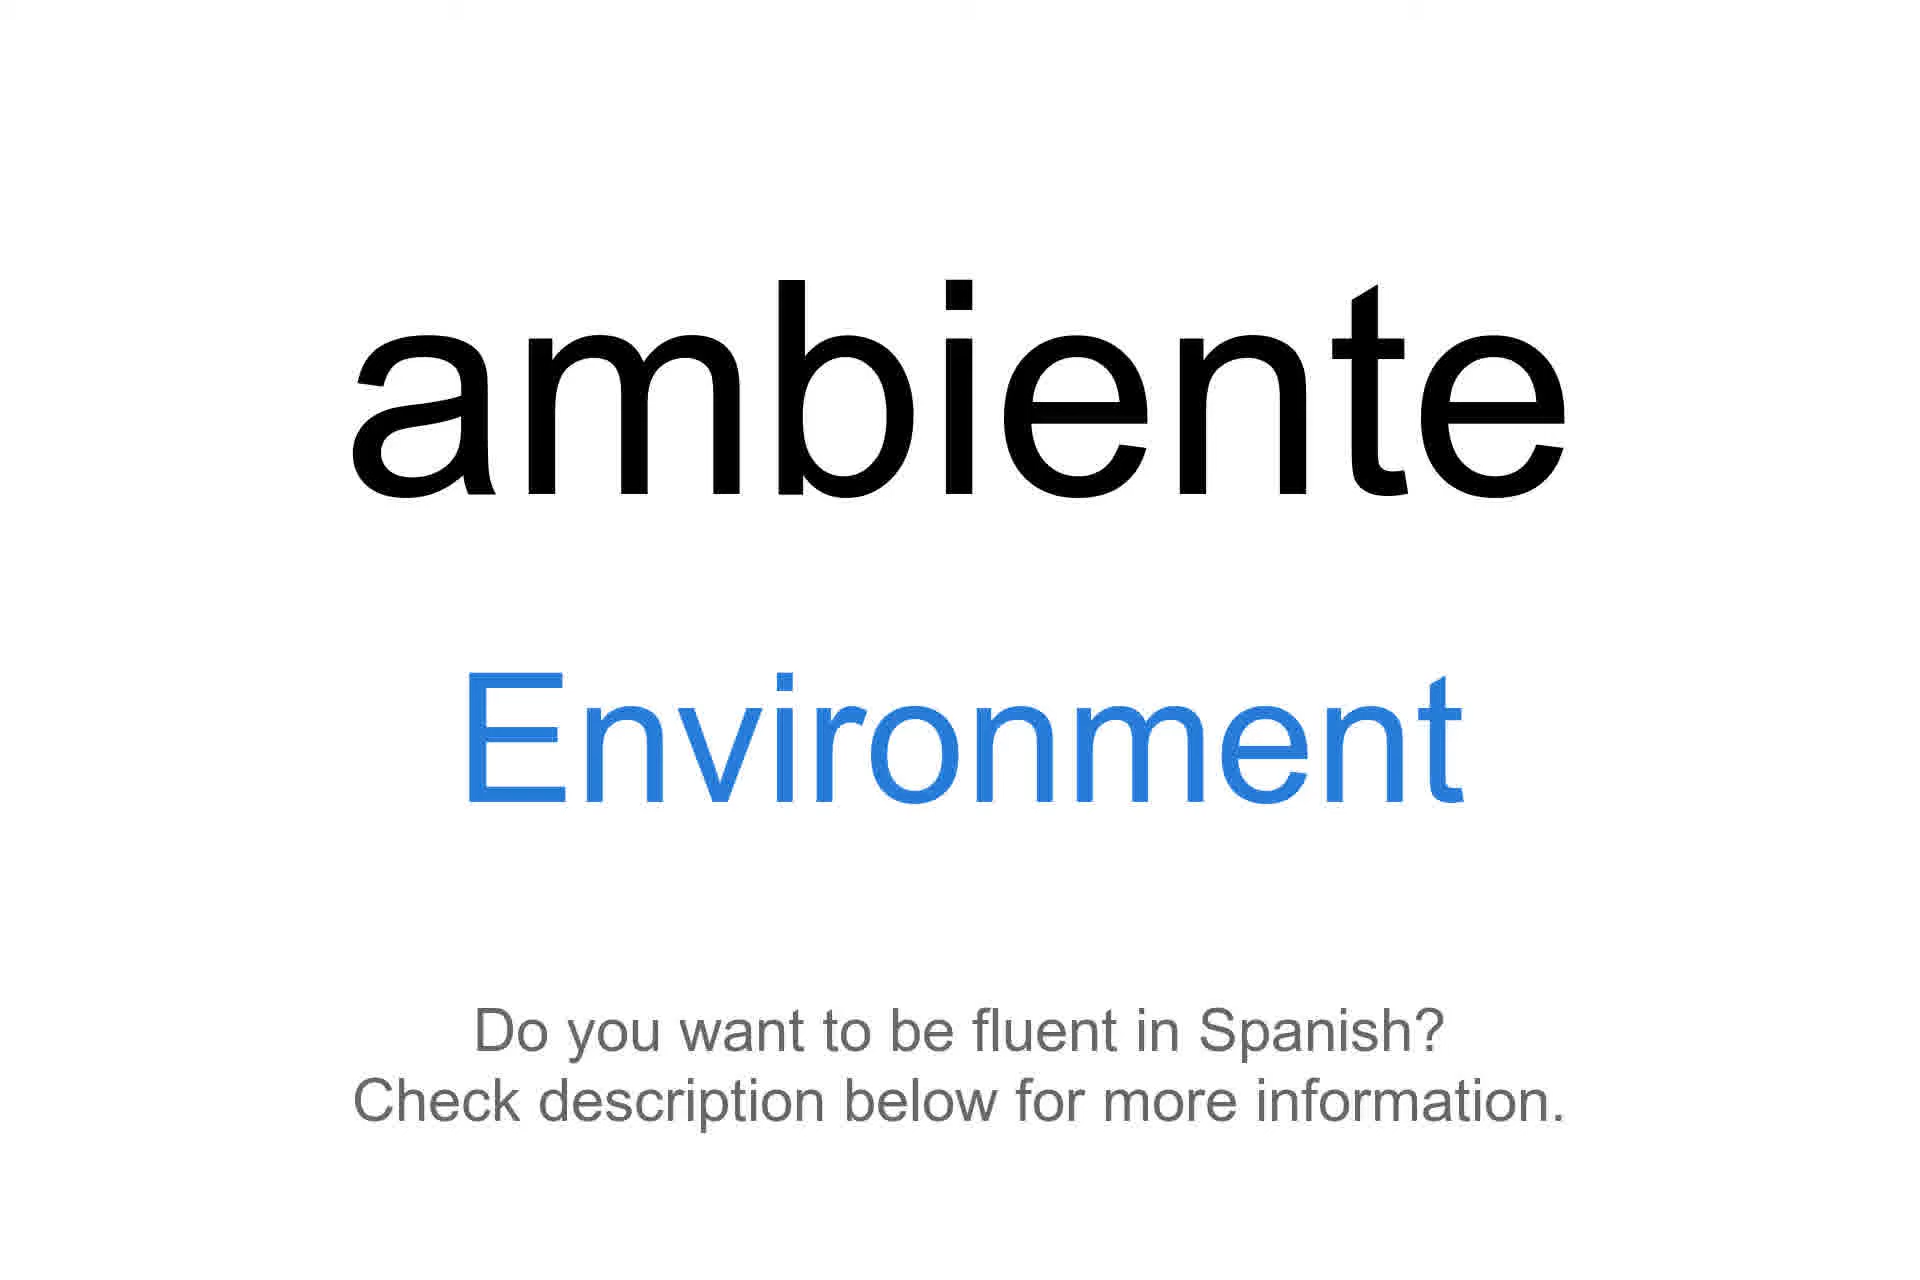 ambiente
Environment
Do you want to be fluent in Spanish?
Check description below for more information.